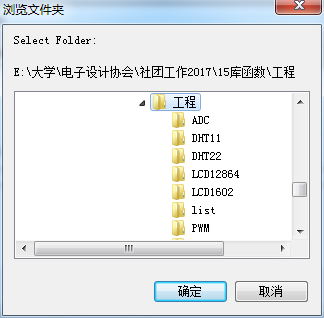 浏览文件夹
Select Folder:
E:\大学\电子设计协会\社团工作2017\15库函数\工程
工程
ADC
DHT11
DHT22
LCD12864
LCD1602
list
PWM
确定
取消